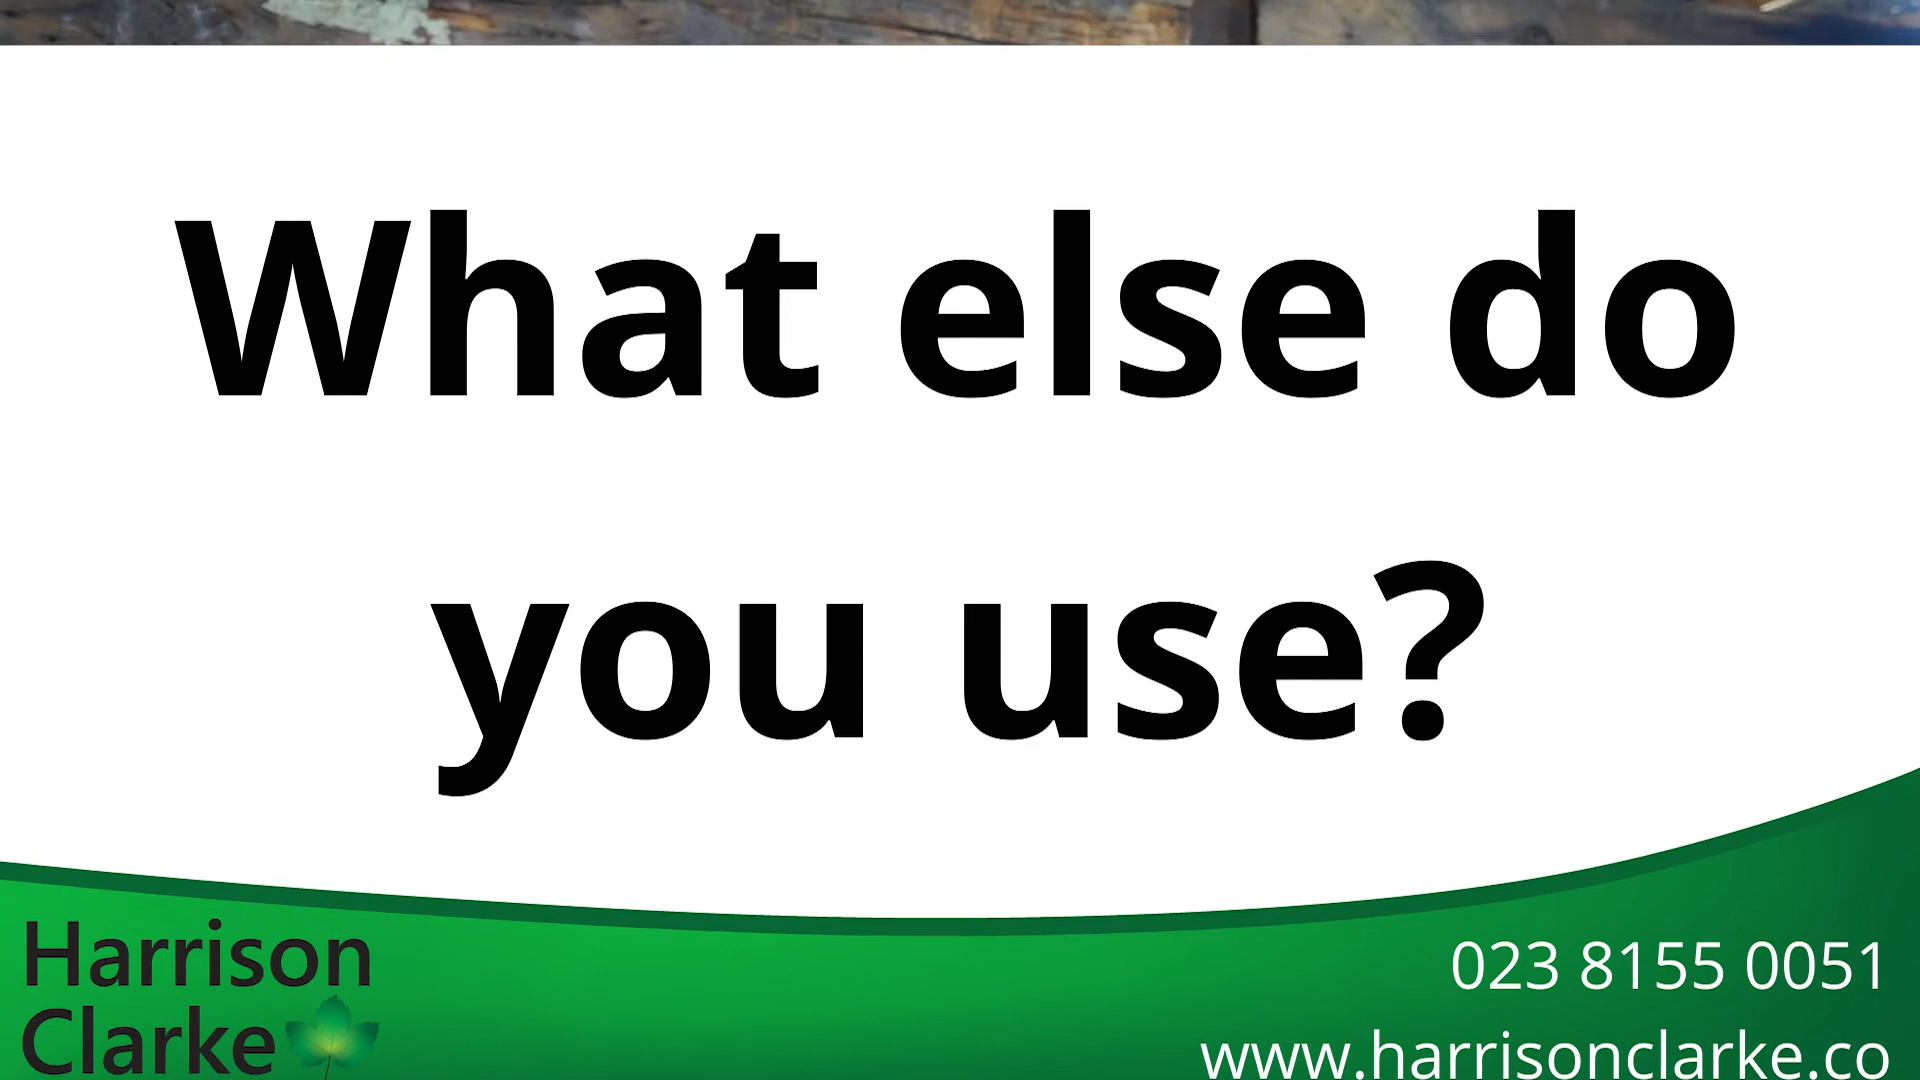 What else do
you use?
Harrison
Clarke
023 8155 0051
www.harrisonclarke.co